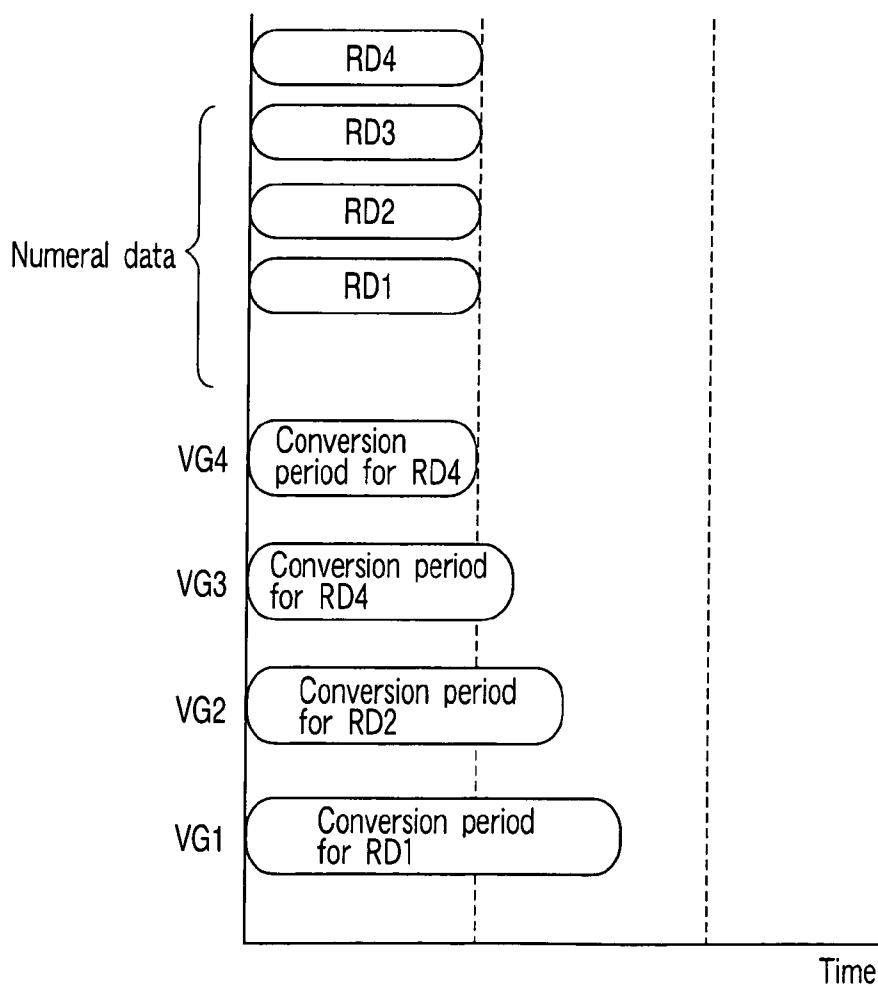 RD4
RD3
RD2
Numeral data
RD1
VG4
Conversion
period for RD4
VG3
Conversion period
for RD4
VG2
Conversion period
for RD2
VG1
Conversion period
for RD1
Time